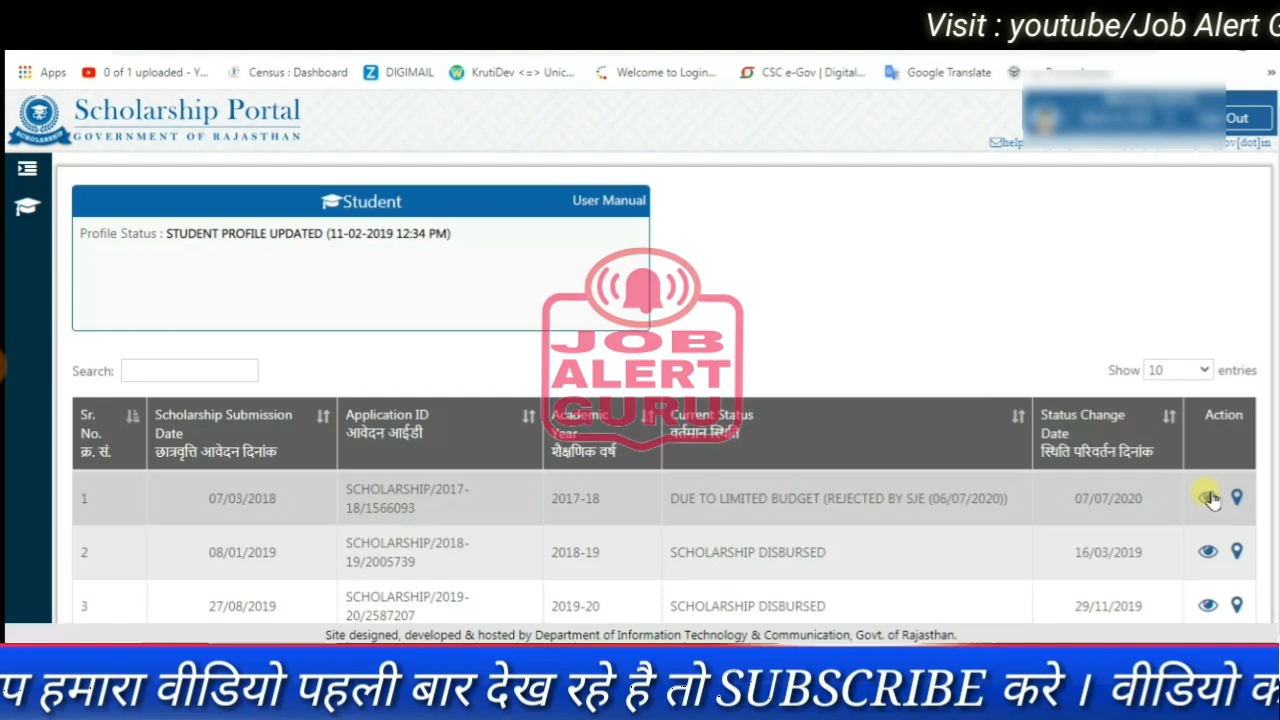 Visit : youtube/Job Alert G
Apps 0 of 1 uploaded - Y... Census : Dashboard DIGIMAIL KrutiDev <=> Unic... Welcome to Login... CSC e-Gov | Digital... Google Translate »
Scholarship Portal
GOVERNMENT OF RAJASTHAN
SCHOLARSHIP
Out
help
ov[dot]in
Student User Manual
Profile Status : STUDENT PROFILE UPDATED (11-02-2019 12:34 PM)
JOB
ALERT
GURU
Search: Show 10 entries
Sr. No. क्र. सं. Scholarship Submission Date छात्रवृत्ति आवेदन दिनांक Application ID आवेदन आईडी Academic Year शैक्षणिक वर्ष Current Status वर्तमान स्थिति Status Change Date स्थिति परिवर्तन दिनांक Action
1 07/03/2018 SCHOLARSHIP/2017-18/1566093 2017-18 DUE TO LIMITED BUDGET (REJECTED BY SJE (06/07/2020)) 07/07/2020
2 08/01/2019 SCHOLARSHIP/2018-19/2005739 2018-19 SCHOLARSHIP DISBURSED 16/03/2019
3 27/08/2019 SCHOLARSHIP/2019-20/2587207 2019-20 SCHOLARSHIP DISBURSED 29/11/2019
Site designed, developed & hosted by Department of Information Technology & Communication, Govt. of Rajasthan.
प हमारा वीडियो पहली बार देख रहे है तो SUBSCRIBE करे । वीडियो क